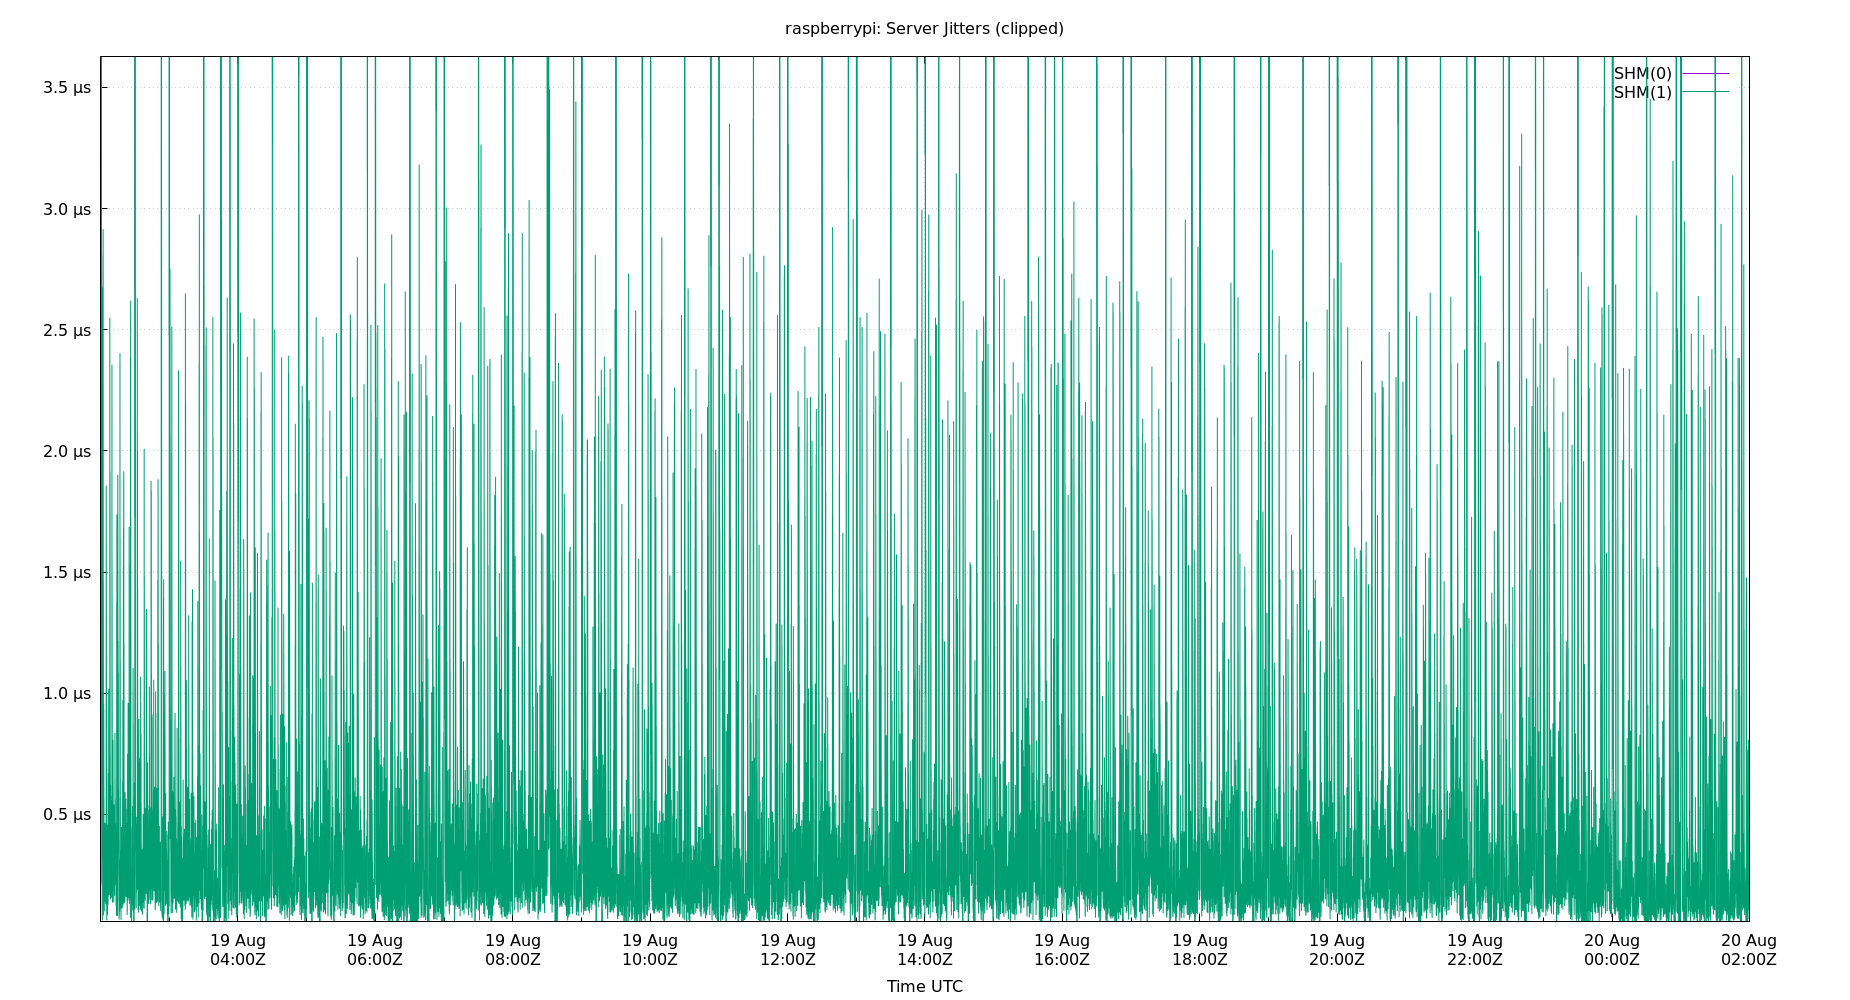 raspberrypi: Server Jitters (clipped)
SHM(0)
SHM(1)
3.5 µs
3.0 µs
2.5 µs
2.0 µs
1.5 µs
1.0 µs
0.5 µs
19 Aug 19 Aug 19 Aug 19 Aug 19 Aug 19 Aug 19 Aug 19 Aug 19 Aug 19 Aug 20 Aug 20 Aug
04:00Z 06:00Z 08:00Z 10:00Z 12:00Z 14:00Z 16:00Z 18:00Z 20:00Z 22:00Z 00:00Z 02:00Z
Time UTC